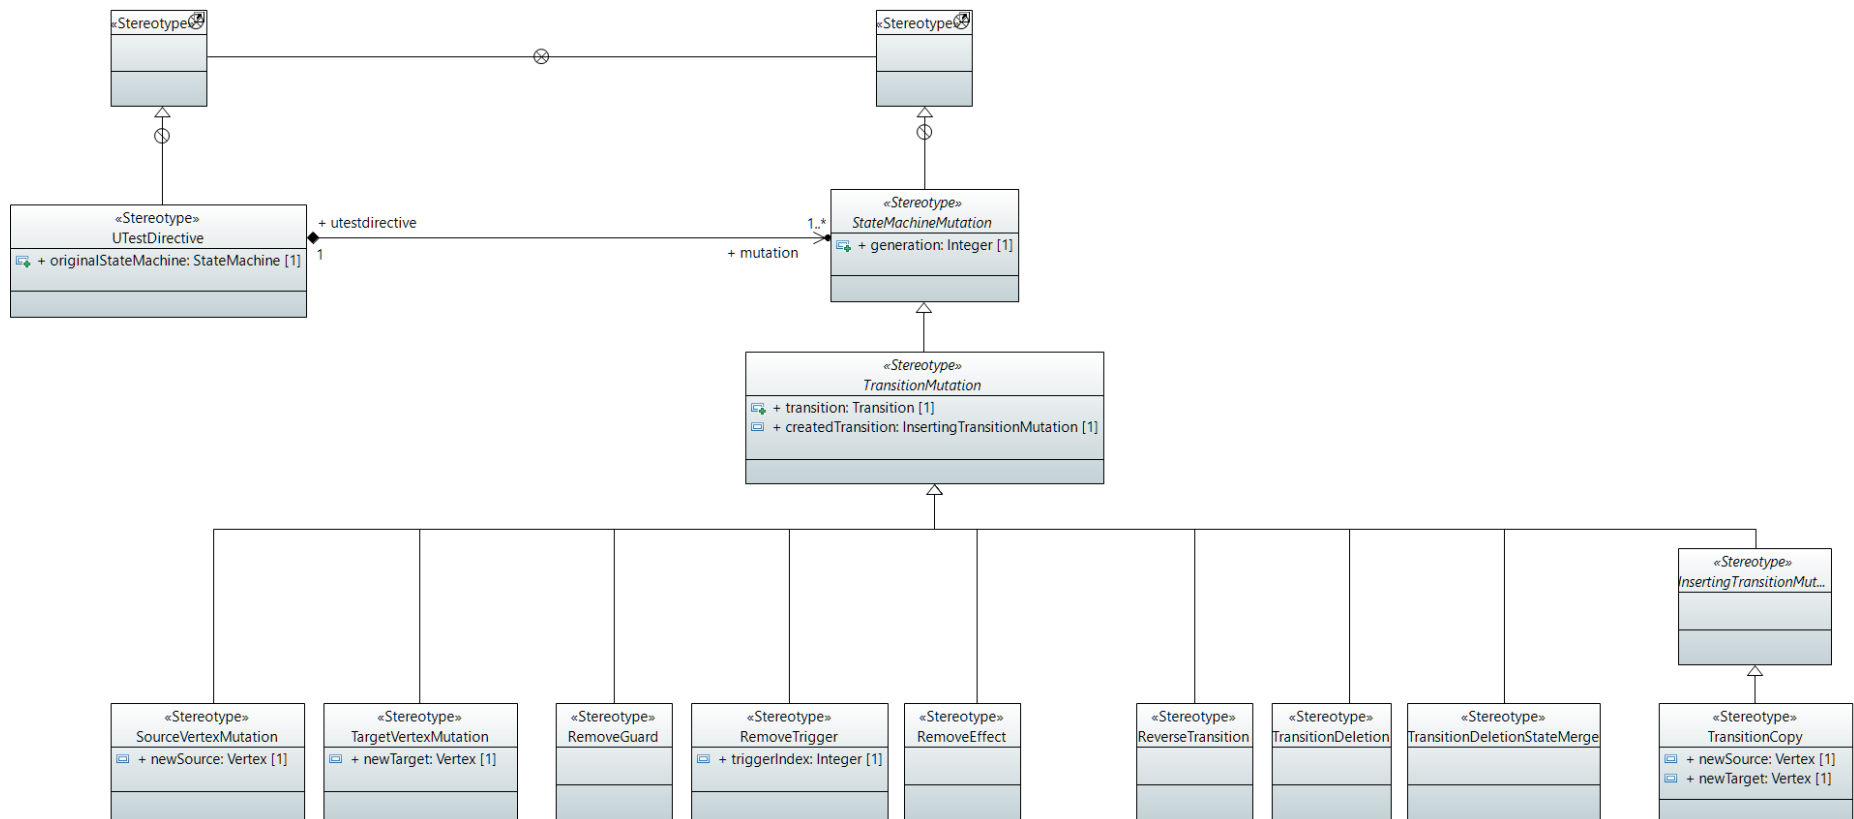 «Stereotype»
«Stereotype»
«Stereotype»
UTestDirective
+ originalStateMachine: StateMachine [1]
+ utestdirective
1
1..*
+ mutation
«Stereotype»
StateMachineMutation
+ generation: Integer [1]
«Stereotype»
TransitionMutation
+ transition: Transition [1]
+ createdTransition: InsertingTransitionMutation [1]
«Stereotype»
InsertingTransitionMut...
«Stereotype»
SourceVertexMutation
+ newSource: Vertex [1]
«Stereotype»
TargetVertexMutation
+ newTarget: Vertex [1]
«Stereotype»
RemoveGuard
«Stereotype»
RemoveTrigger
+ triggerIndex: Integer [1]
«Stereotype»
RemoveEffect
«Stereotype»
ReverseTransition
«Stereotype»
TransitionDeletion
«Stereotype»
TransitionDeletionStateMerge
«Stereotype»
TransitionCopy
+ newSource: Vertex [1]
+ newTarget: Vertex [1]